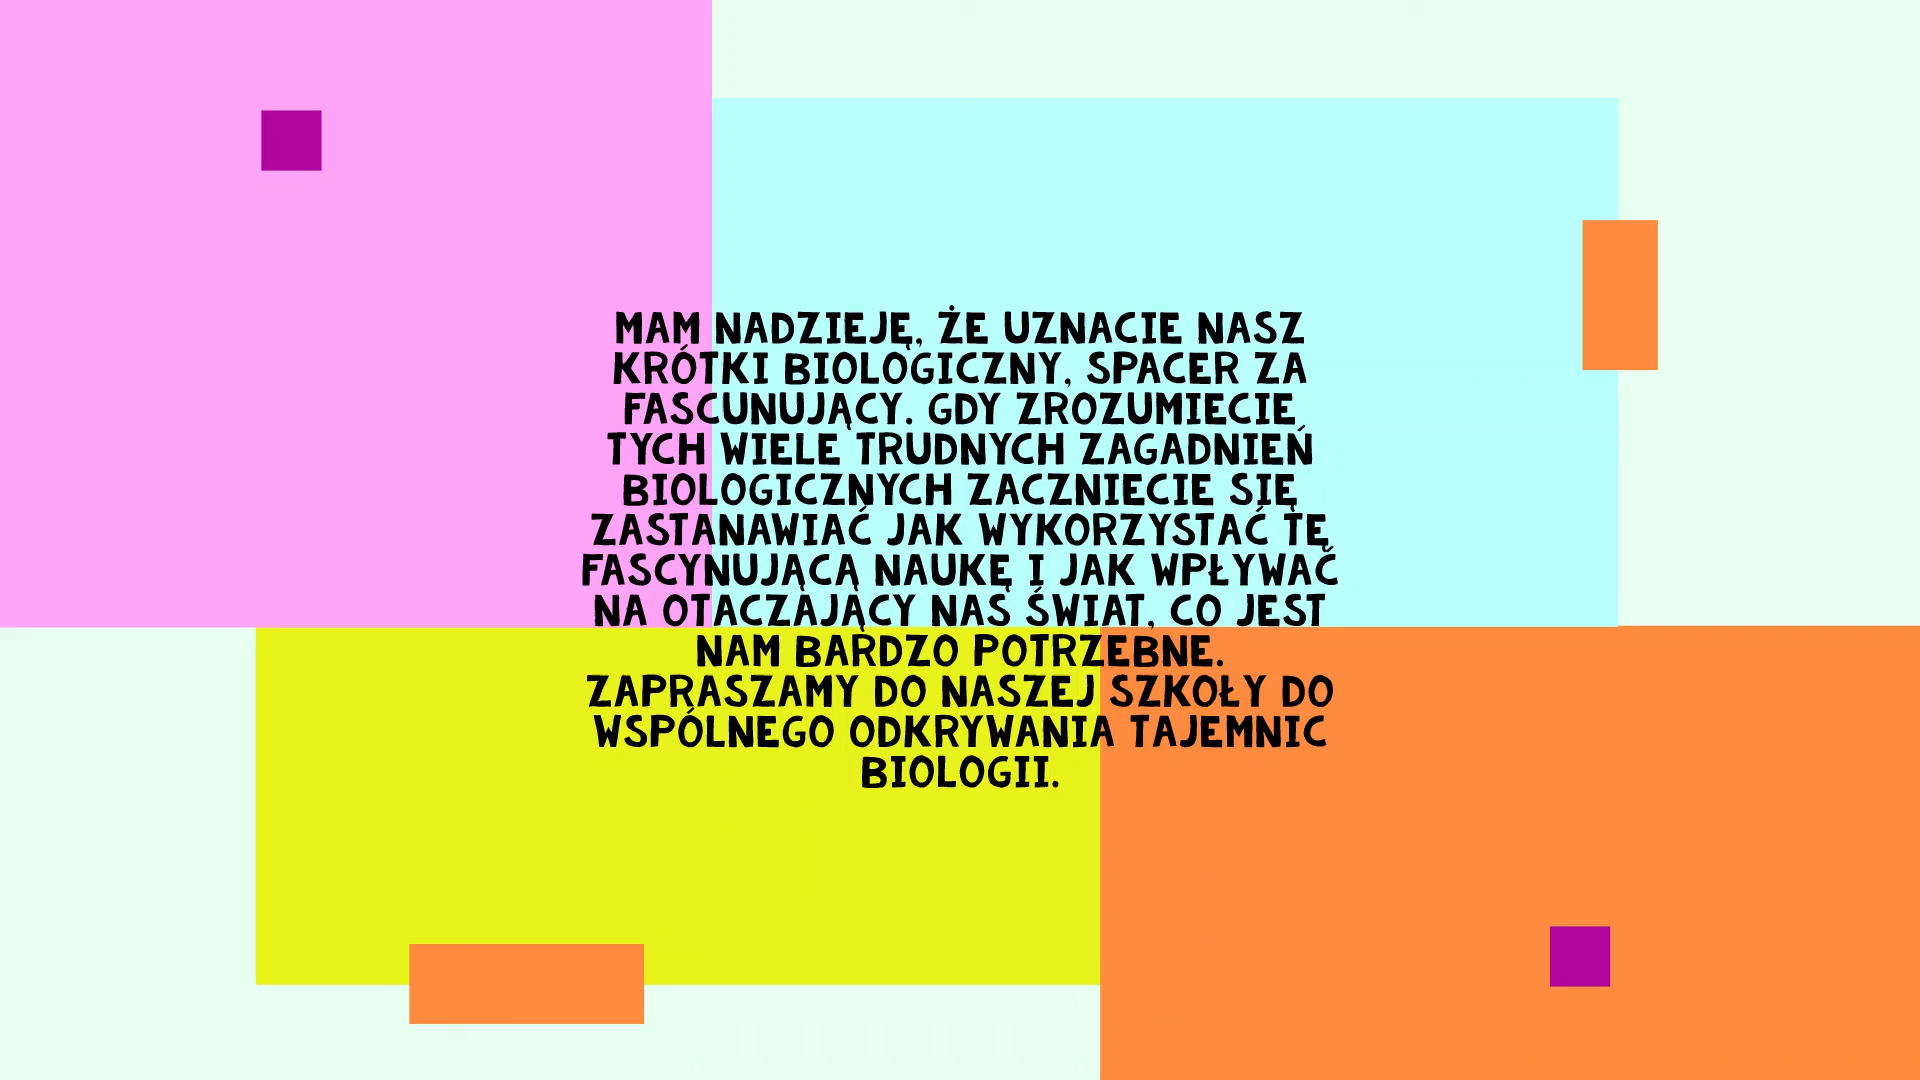 MAM NADZIEJĘ, ŻE UZNACIE NASZ
KRÓTKI BIOLOGICZNY, SPACER ZA
FASCUNUJĄCY. GDY ZROZUMIECIE
TYCH WIELE TRUDNYCH ZAGADNIEŃ
BIOLOGICZNYCH ZACZNIECIE SIĘ
ZASTANAWIAĆ JAK WYKORZYSTAĆ TĘ
FASCYNUJĄCĄ NAUKĘ I JAK WPŁYWAĆ
NA OTACZAJĄCY NAS ŚWIAT, CO JEST
NAM BARDZO POTRZEBNE.
ZAPRASZAMY DO NASZEJ SZKOŁY DO
WSPÓLNEGO ODKRYWANIA TAJEMNIC
BIOLOGII.